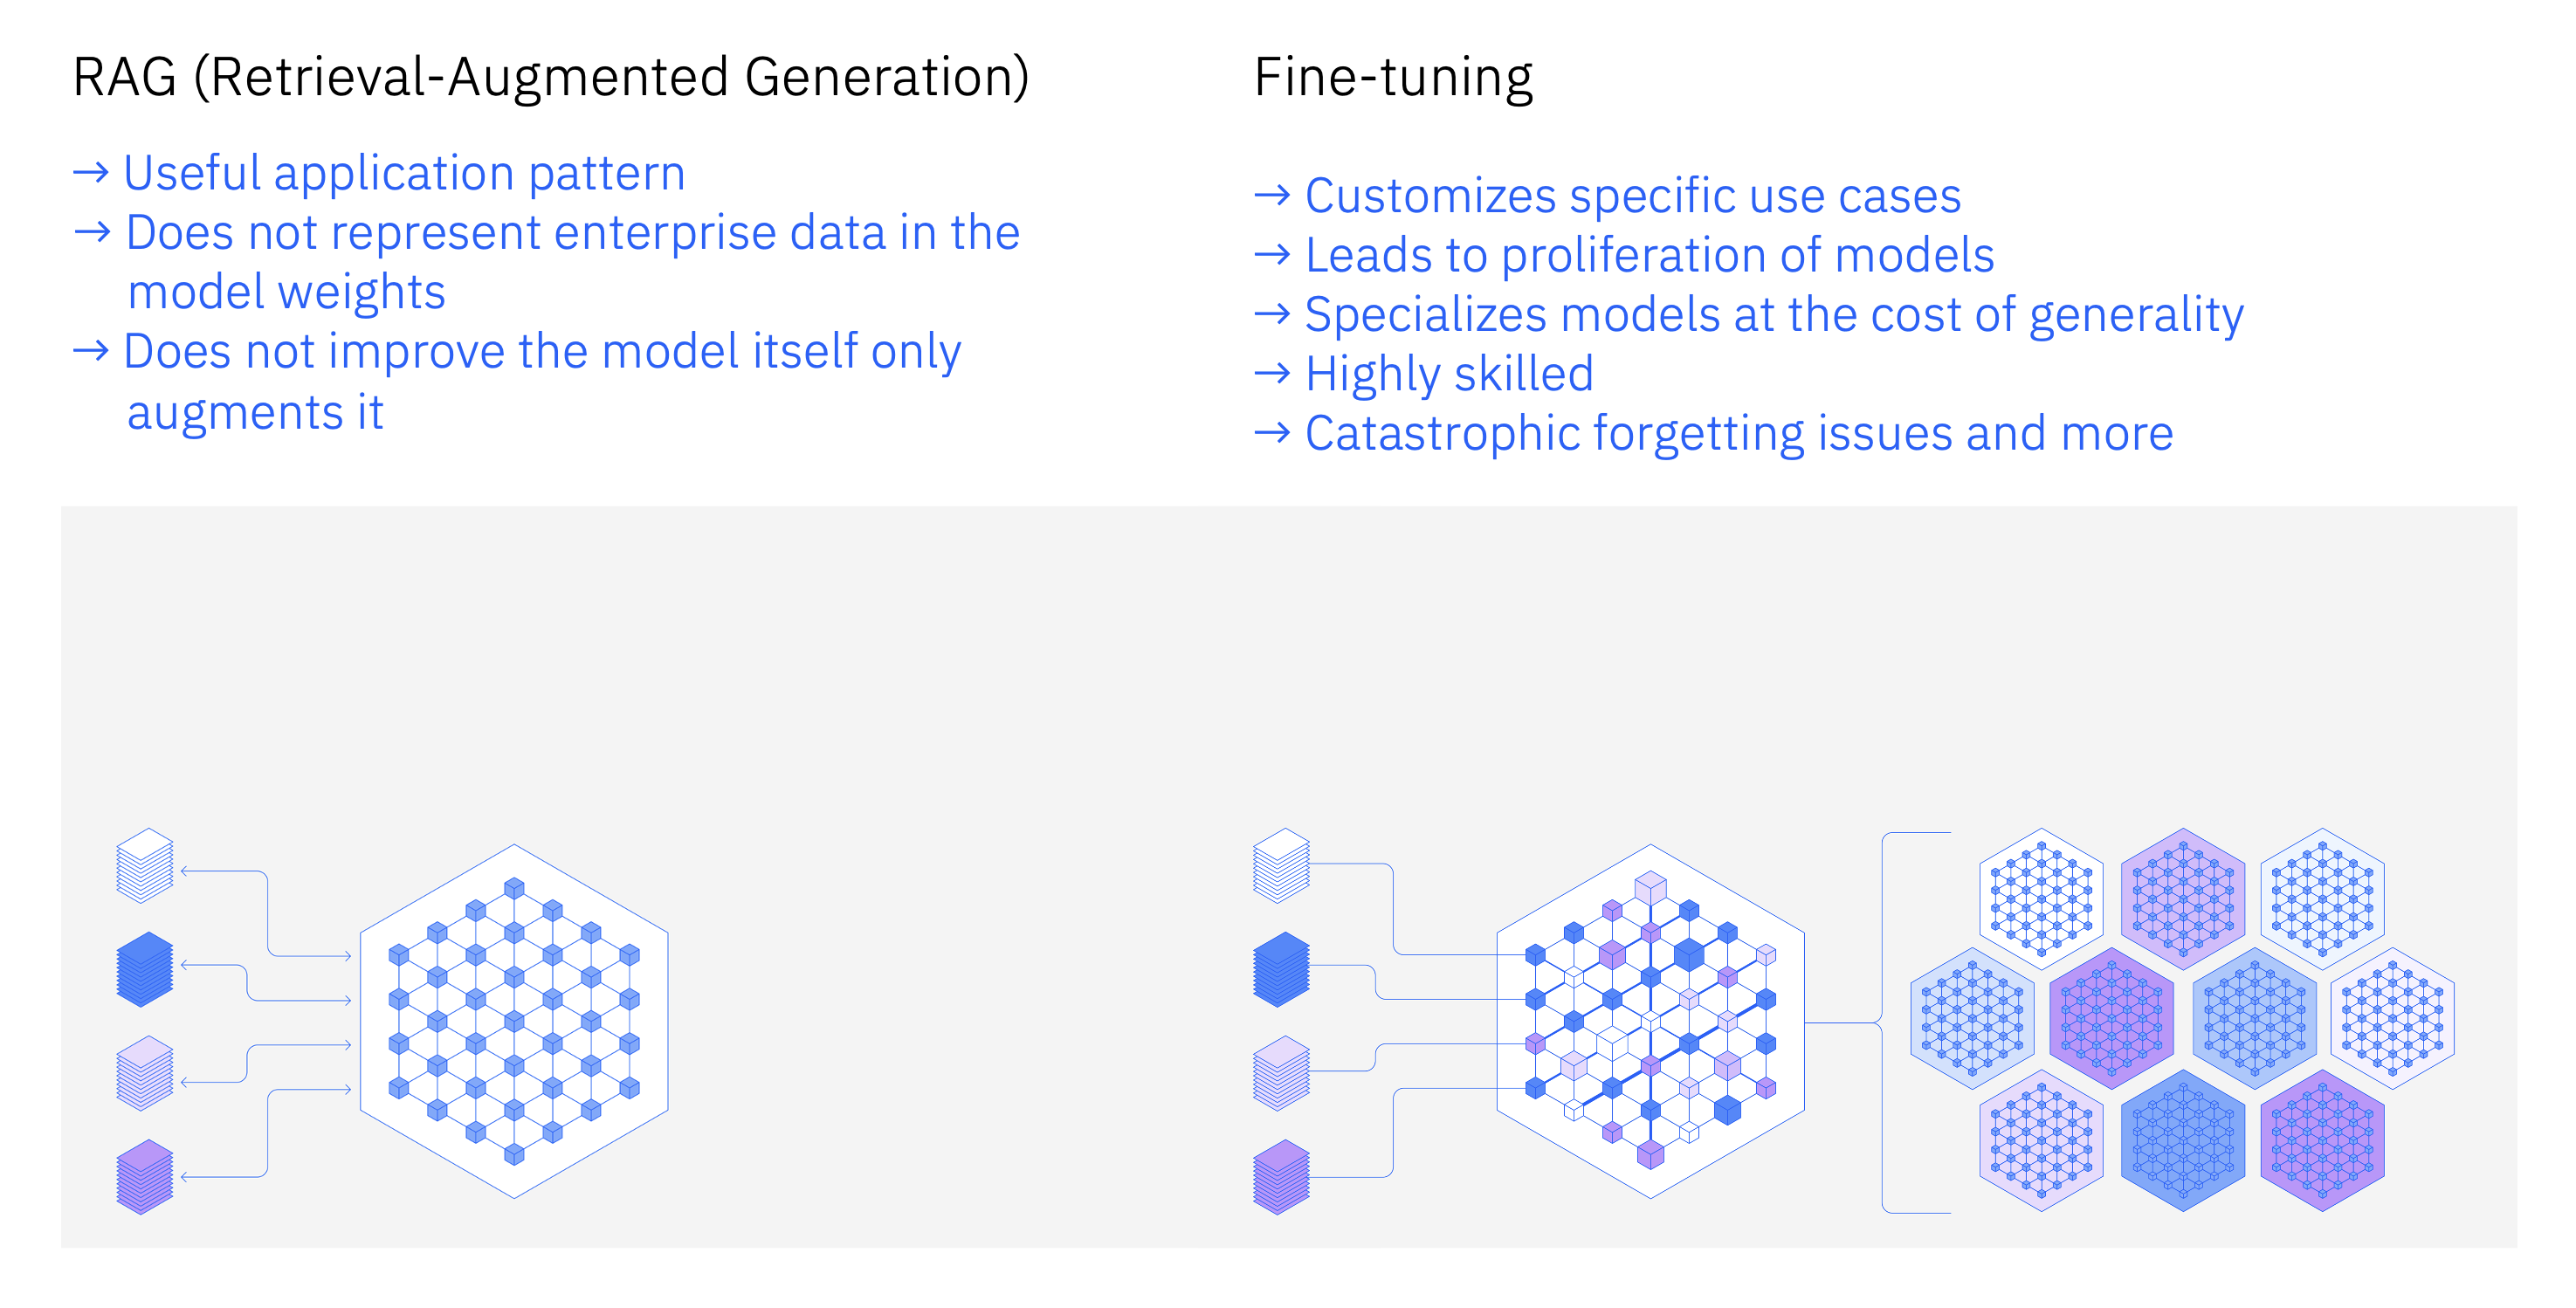 RAG (Retrieval-Augmented Generation)
→ Useful application pattern
→ Does not represent enterprise data in the
model weights
→ Does not improve the model itself only
augments it
Fine-tuning
→ Customizes specific use cases
→ Leads to proliferation of models
→ Specializes models at the cost of generality
→ Highly skilled
→ Catastrophic forgetting issues and more